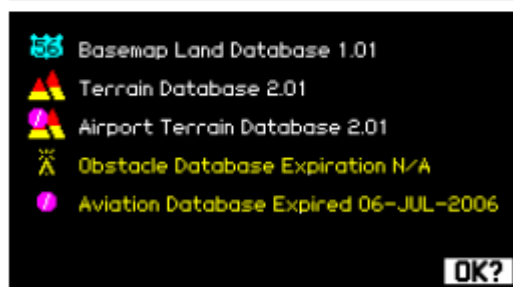 56 Basemap Land Database 1.01
Terrain Database 2.01
Airport Terrain Database 2.01
Obstacle Database Expiration N/A
Aviation Database Expired 06-JUL-2006
OK?